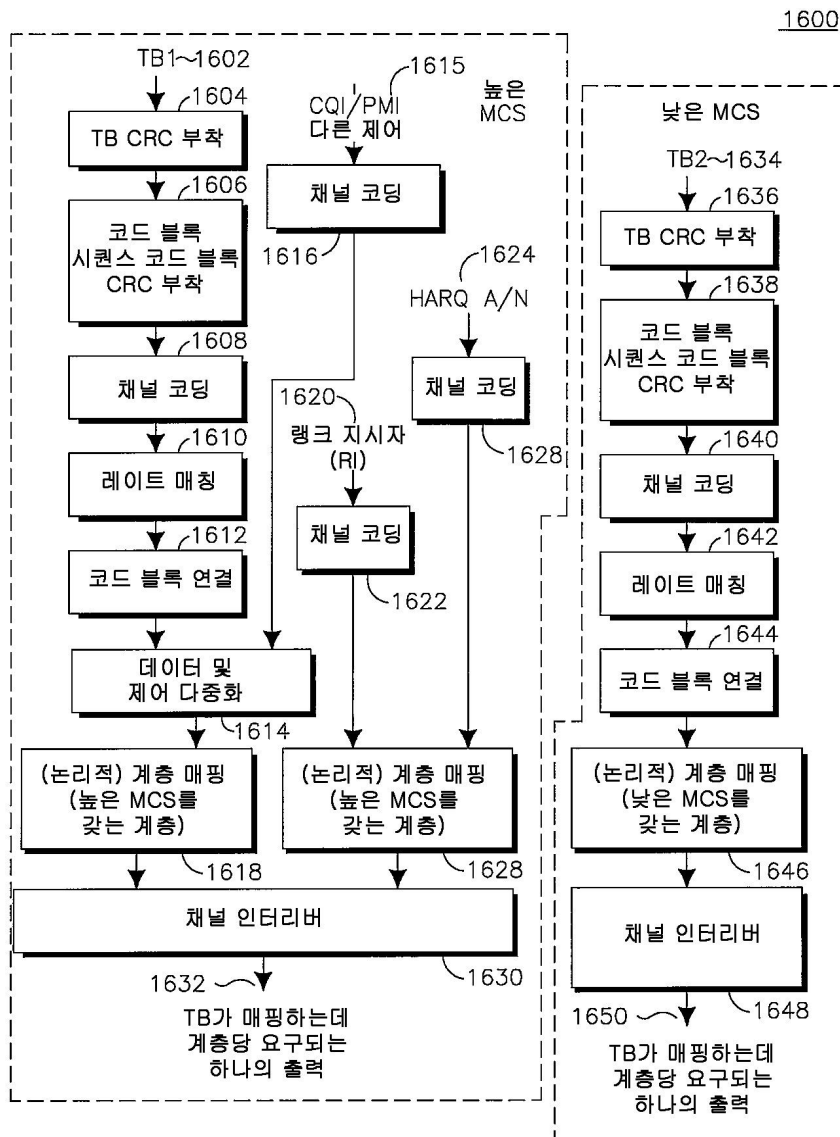 1600
TB1~1602
1604
TB CRC 부착
1606
코드 블록
시퀀스 코드 블록
CRC 부착
1608
채널 코딩
1610
레이트 매칭
1612
코드 블록 연결
1615
CQI/PMI
다른 제어
높은
MCS
채널 코딩
1616
1624
HARQ A/N
채널 코딩
1628
1620
랭크 지시자
(RI)
채널 코딩
1622
데이터 및
제어 다중화
1614
(논리적) 계층 매핑
(높은 MCS를
갖는 계층)
1618
(논리적) 계층 매핑
(높은 MCS를
갖는 계층)
1628
채널 인터리버
1630
1632
TB가 매핑하는데
계층당 요구되는
하나의 출력
낮은 MCS
TB2~1634
1636
TB CRC 부착
1638
코드 블록
시퀀스 코드 블록
CRC 부착
1640
채널 코딩
1642
레이트 매칭
1644
코드 블록 연결
(논리적) 계층 매핑
(낮은 MCS를
갖는 계층)
1646
채널 인터리버
1648
1650
TB가 매핑하는데
계층당 요구되는
하나의 출력